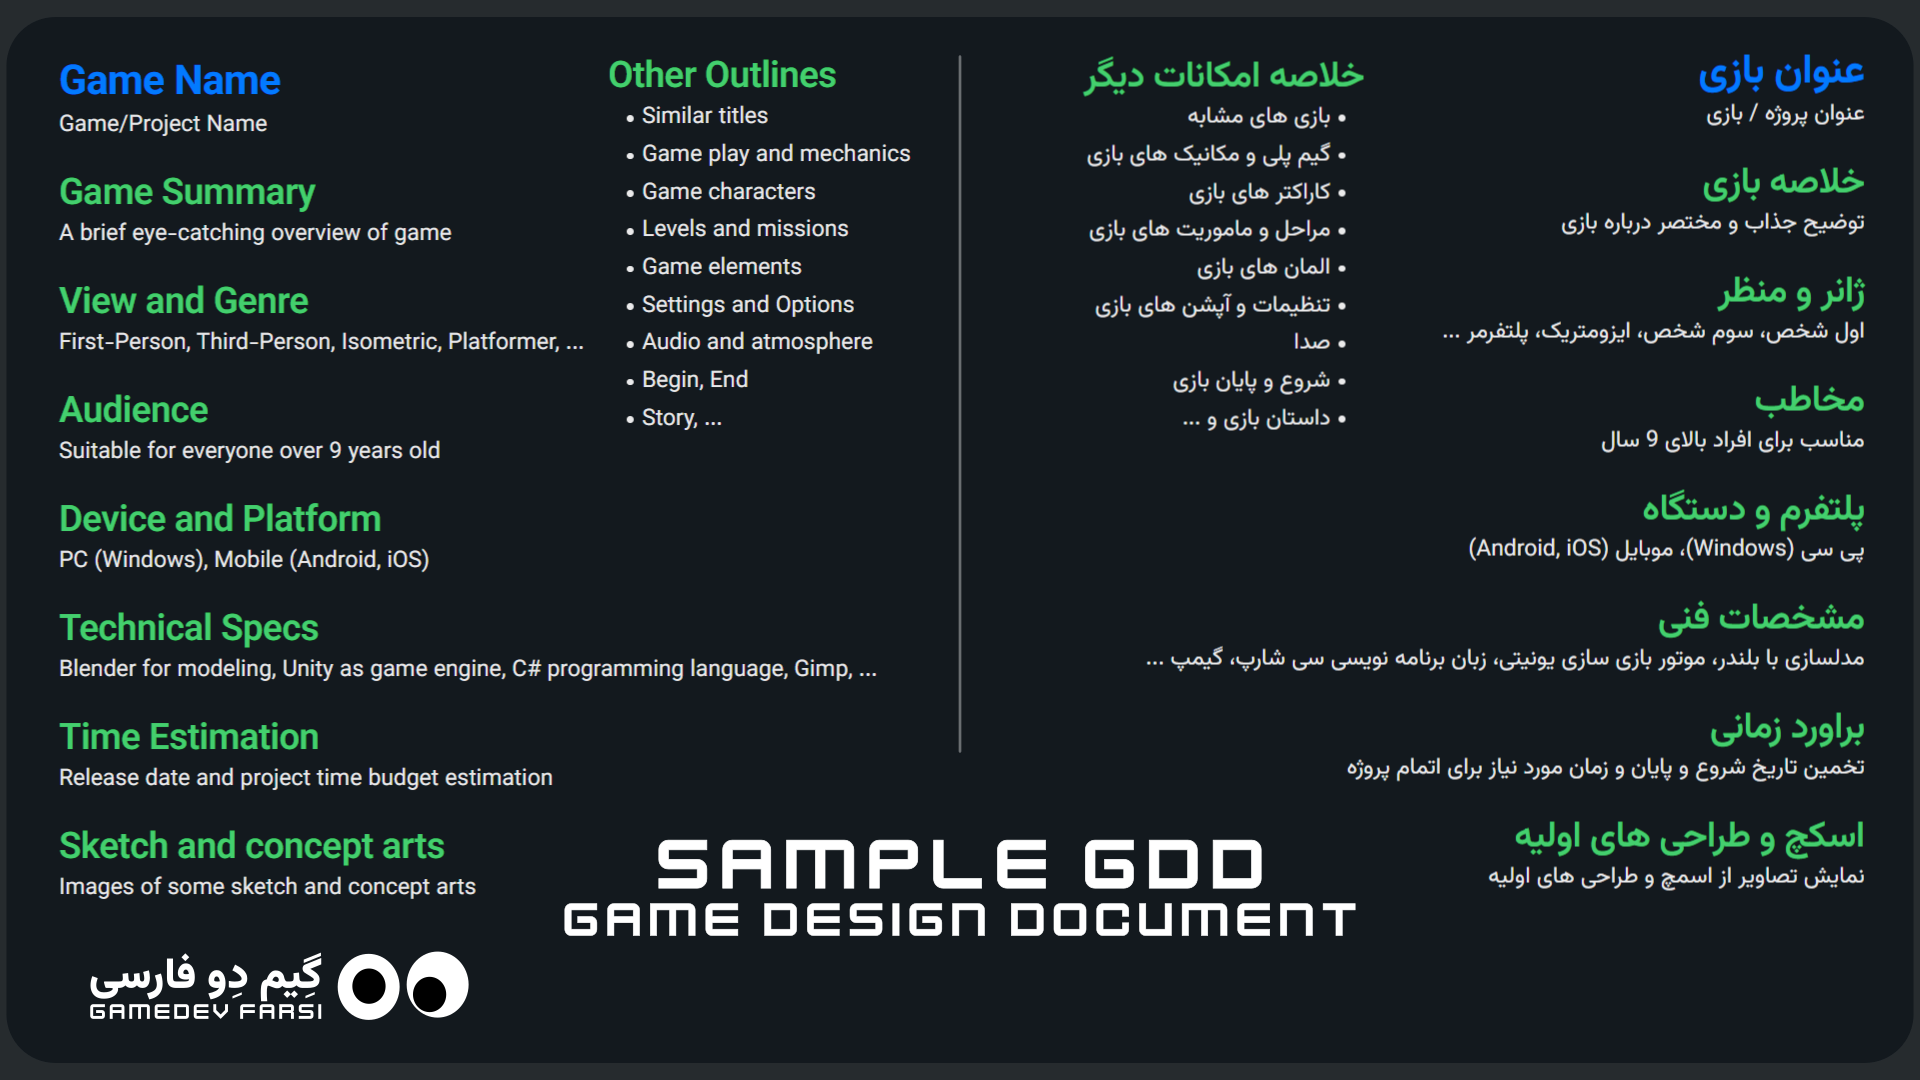 Game Name
Game/Project Name
Game Summary
A brief eye-catching overview of game
View and Genre
First-Person, Third-Person, Isometric, Platformer, ...
Audience
Suitable for everyone over 9 years old
Device and Platform
PC (Windows), Mobile (Android, iOS)
Technical Specs
Blender for modeling, Unity as game engine, C# programming language, Gimp, ...
Time Estimation
Release date and project time budget estimation
Sketch and concept arts
Images of some sketch and concept arts
Other Outlines
• Similar titles
• Game play and mechanics
• Game characters
• Levels and missions
• Game elements
• Settings and Options
• Audio and atmosphere
• Begin, End
• Story, ...
عنوان بازی
عنوان پروژه / بازی
خلاصه بازی
توضیح جذاب و مختصر درباره بازی
ژانر و منظر
اول شخص، سوم شخص، ایزومتریک، پلتفرمر ...
مخاطب
مناسب برای افراد بالای 9 سال
پلتفرم و دستگاه
پی سی (Windows)، موبایل (Android, iOS)
مشخصات فنی
مدلسازی با بلندر، موتور بازی سازی یونیتی، زبان برنامه نویسی سی شارپ، گیمپ ...
براورد زمانی
تخمین تاریخ شروع و پایان و زمان مورد نیاز برای اتمام پروژه
اسکچ و طراحی های اولیه
نمایش تصاویر از اسمچ و طراحی های اولیه
خلاصه امکانات دیگر
• بازی های مشابه
• گیم پلی و مکانیک های بازی
• کاراکتر های بازی
• مراحل و ماموریت های بازی
• المان های بازی
• تنظیمات و آپشن های بازی
• صدا
• شروع و پایان بازی
• داستان بازی و ...
SAMPLE GDD
GAME DESIGN DOCUMENT
گِیم دِو فارسی
GAMEDEV FARSI